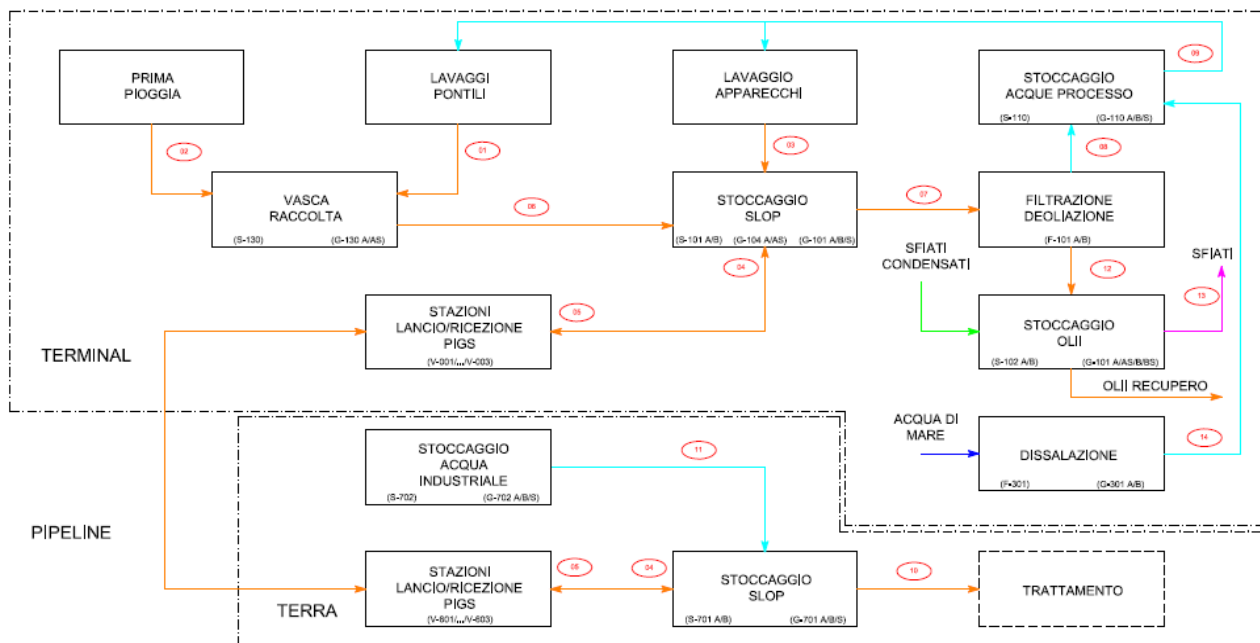 PRIMA
PIOGGIA
LAVAGGI
PONTILI
LAVAGGIO
APPARECCHI
STOCCAGGIO
ACQUE PROCESSO
(S-110)
(G-110 A/B/S)
09
02
01
03
08
VASCA
RACCOLTA
(S-130)
(G-130 A/AS)
06
STOCCAGGIO
SLOP
(S-101 A/B)
(G-104 A/AS)
(G-101 A/B/S)
07
FILTRAZIONE
DEOLIAZIONE
(F-101 A/B)
04
SFIATI
CONDENSATI
12
SFIATI
13
STAZIONI
LANCIO/RICEZIONE
PIGS
(V-001/.../V-003)
05
STOCCAGGIO
OLII
(S-102 A/B)
(G-101 A/AS/B/BS)
TERMINAL
OLII RECUPERO
ACQUA DI
MARE
DISSALAZIONE
(F-301)
(G-301 A/B)
14
STOCCAGGIO
ACQUA
INDUSTRIALE
(S-702)
(G-702 A/B/S)
11
PIPELINE
STAZIONI
LANCIO/RICEZIONE
PIGS
(V-601/.../V-603)
05
04
STOCCAGGIO
SLOP
(S-701 A/B)
(G-701 A/B/S)
10
TRATTAMENTO
TERRA